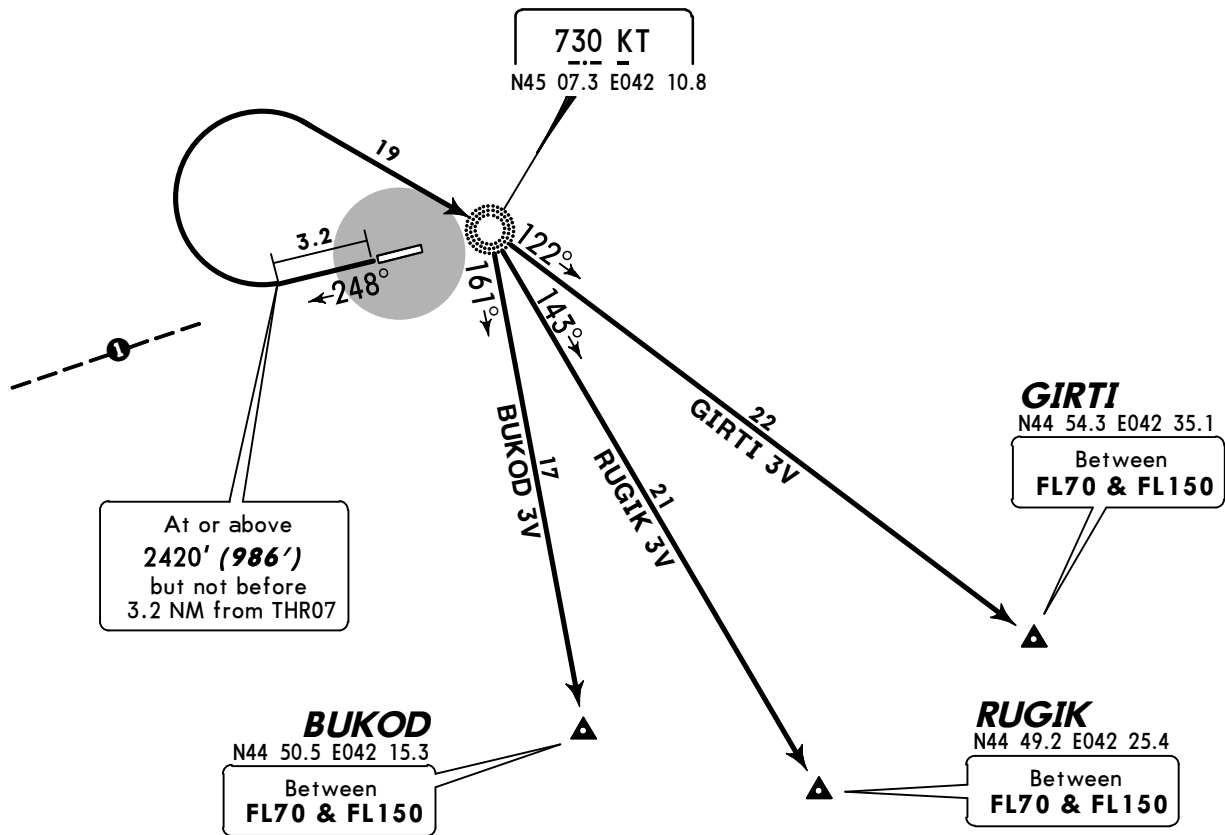 730 KT
N45 07.3 E042 10.8
19
3.2
248°
122°
161°
143°
1
22
GIRTI 3V
21
RUGIK 3V
17
BUKOD 3V
GIRTI
N44 54.3 E042 35.1
Between
FL70 & FL150
At or above
2420' (986')
but not before
3.2 NM from THR07
BUKOD
N44 50.5 E042 15.3
Between
FL70 & FL150
RUGIK
N44 49.2 E042 25.4
Between
FL70 & FL150